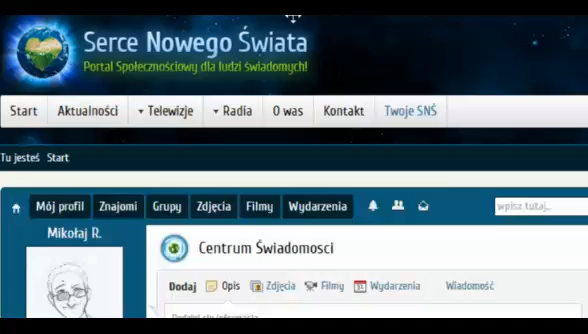 Serce Nowego Świata
Portal Społecznościowy dla ludzi świadomych!
Start Aktualności Telewizje Radia O was Kontakt Twoje SNŚ
Tu jesteś Start
Mój profil Znajomi Grupy Zdjęcia Filmy Wydarzenia wpisz tutaj...
Mikołaj R.
Centrum Świadomosci
Dodaj Opis Zdjęcia Filmy 31 Wydarzenia Wiadomość